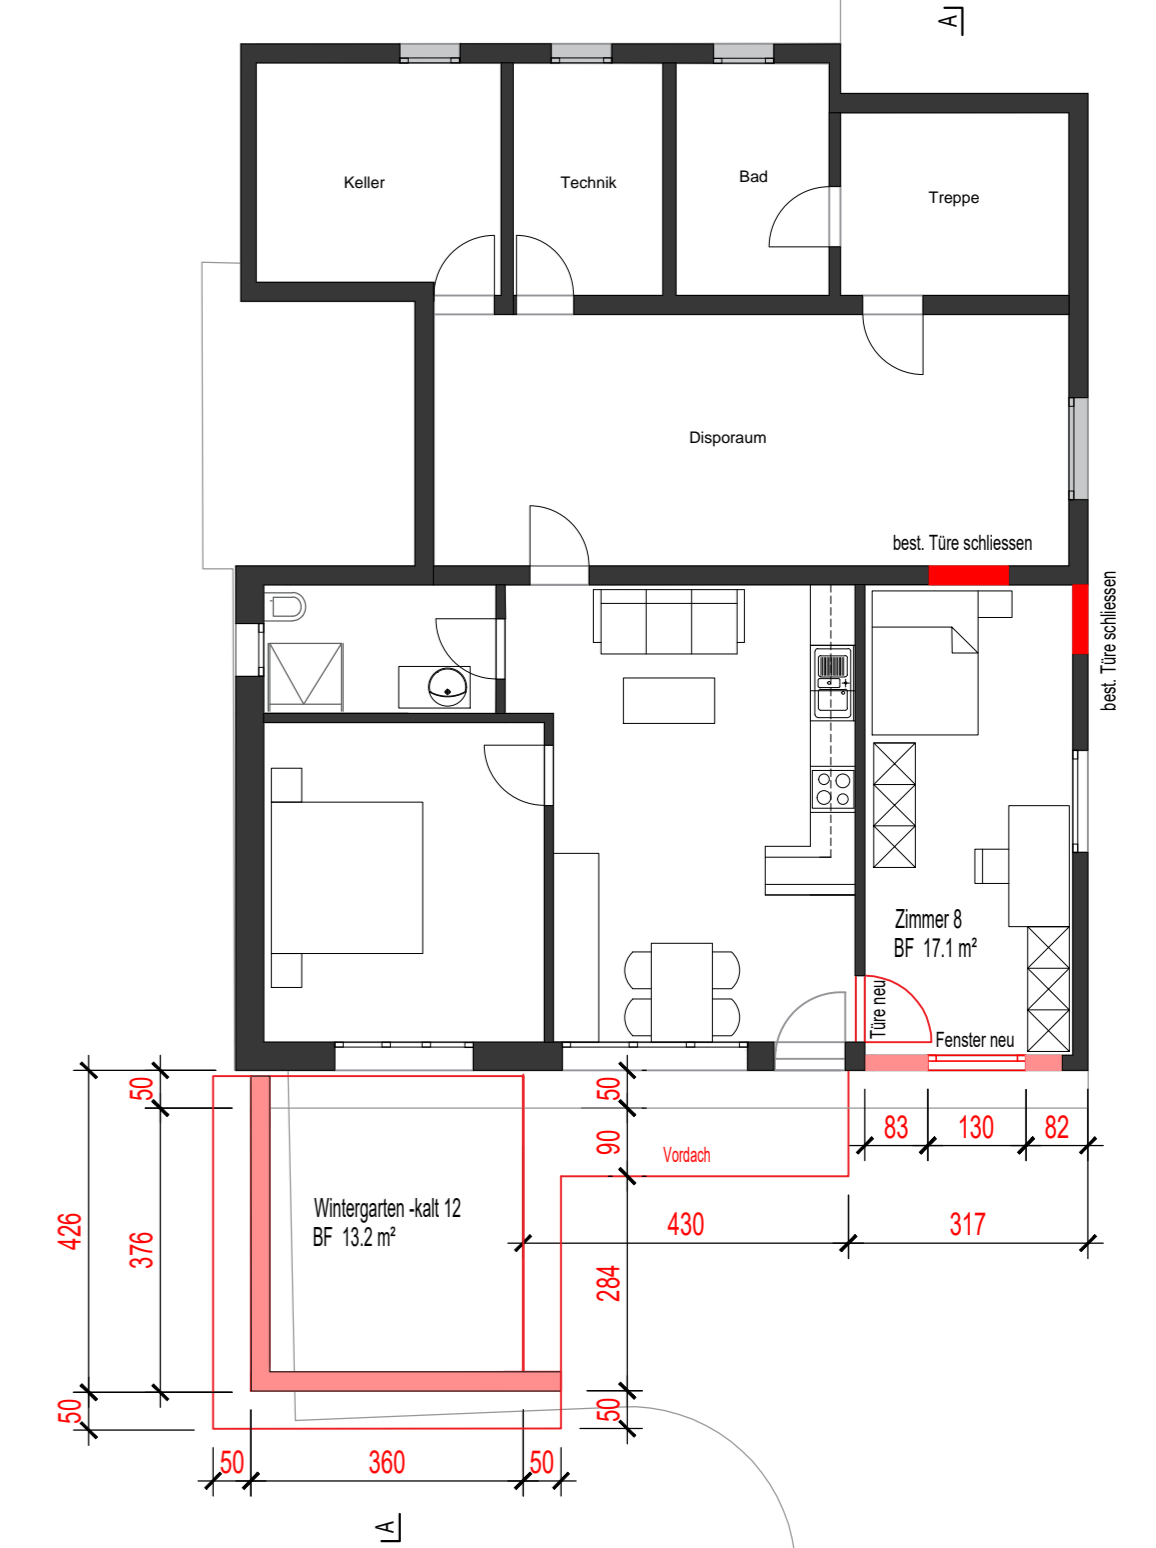 A
Keller
Technik
Bad
Treppe
Disporaum
best. Türe schliessen
best. Türe schliessen
Zimmer 8
BF 17.1 m²
Türe neu
Fenster neu
50
50
83
130
82
90
Vordach
Wintergarten -kalt 12
BF 13.2 m²
430
317
426
376
284
50
50
50
360
50
A